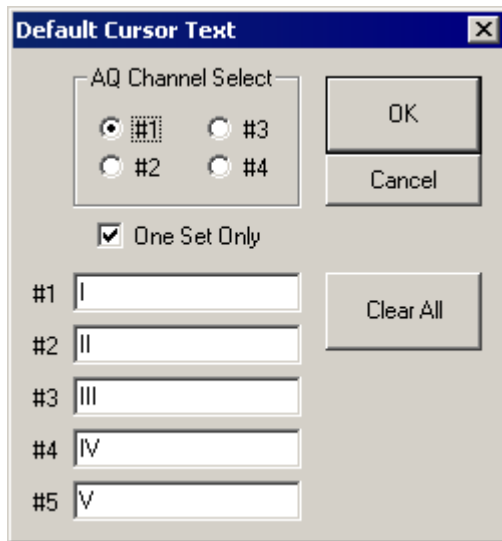 Default Cursor Text
AQ Channel Select
#1 #3
#2 #4
OK
Cancel
One Set Only
#1 I
Clear All
#2 II
#3 III
#4 IV
#5 V